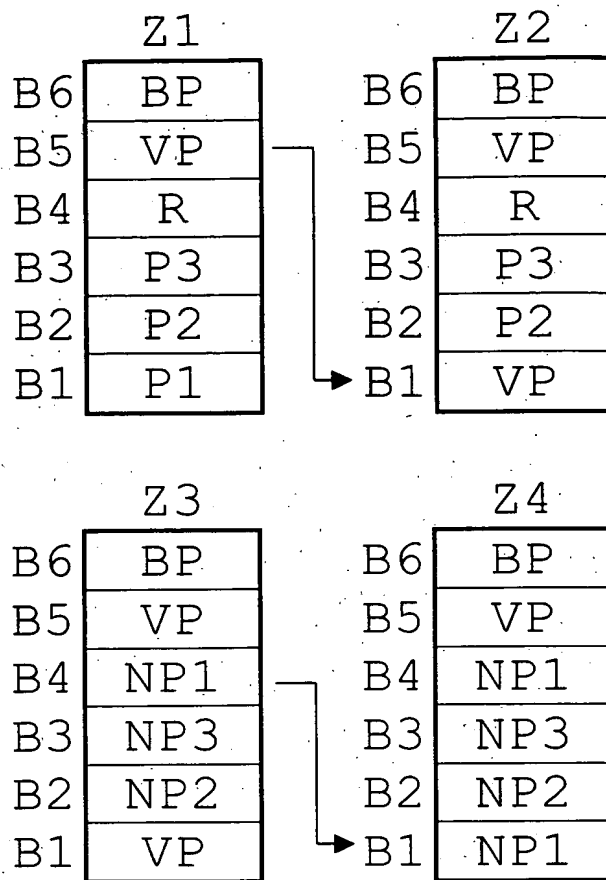 Z1 Z2
B6 BP B6 BP
B5 VP B5 VP
B4 R B4 R
B3 P3 B3 P3
B2 P2 B2 P2
B1 P1 B1 VP
Z3 Z4
B6 BP B6 BP
B5 VP B5 VP
B4 NP1 B4 NP1
B3 NP3 B3 NP3
B2 NP2 B2 NP2
B1 VP B1 NP1